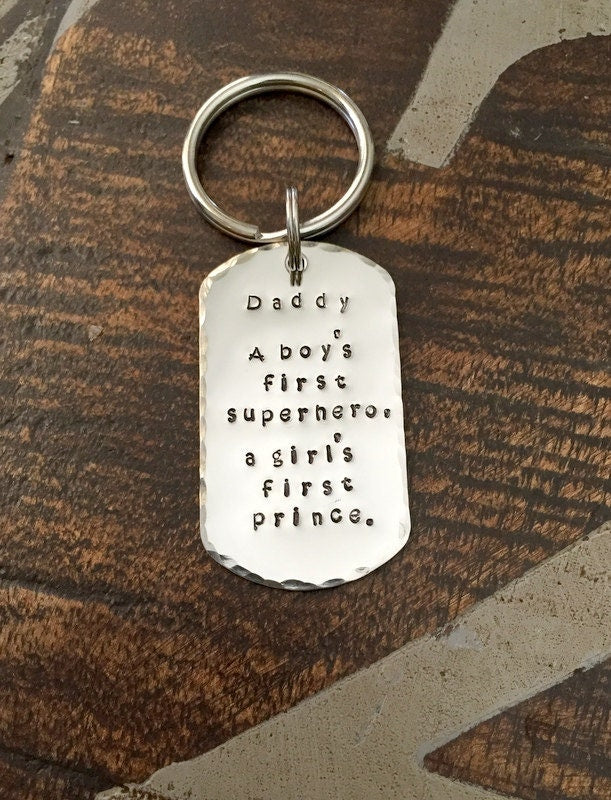 Daddy
A boy's
first
superhero.
a girl's
first
prince.